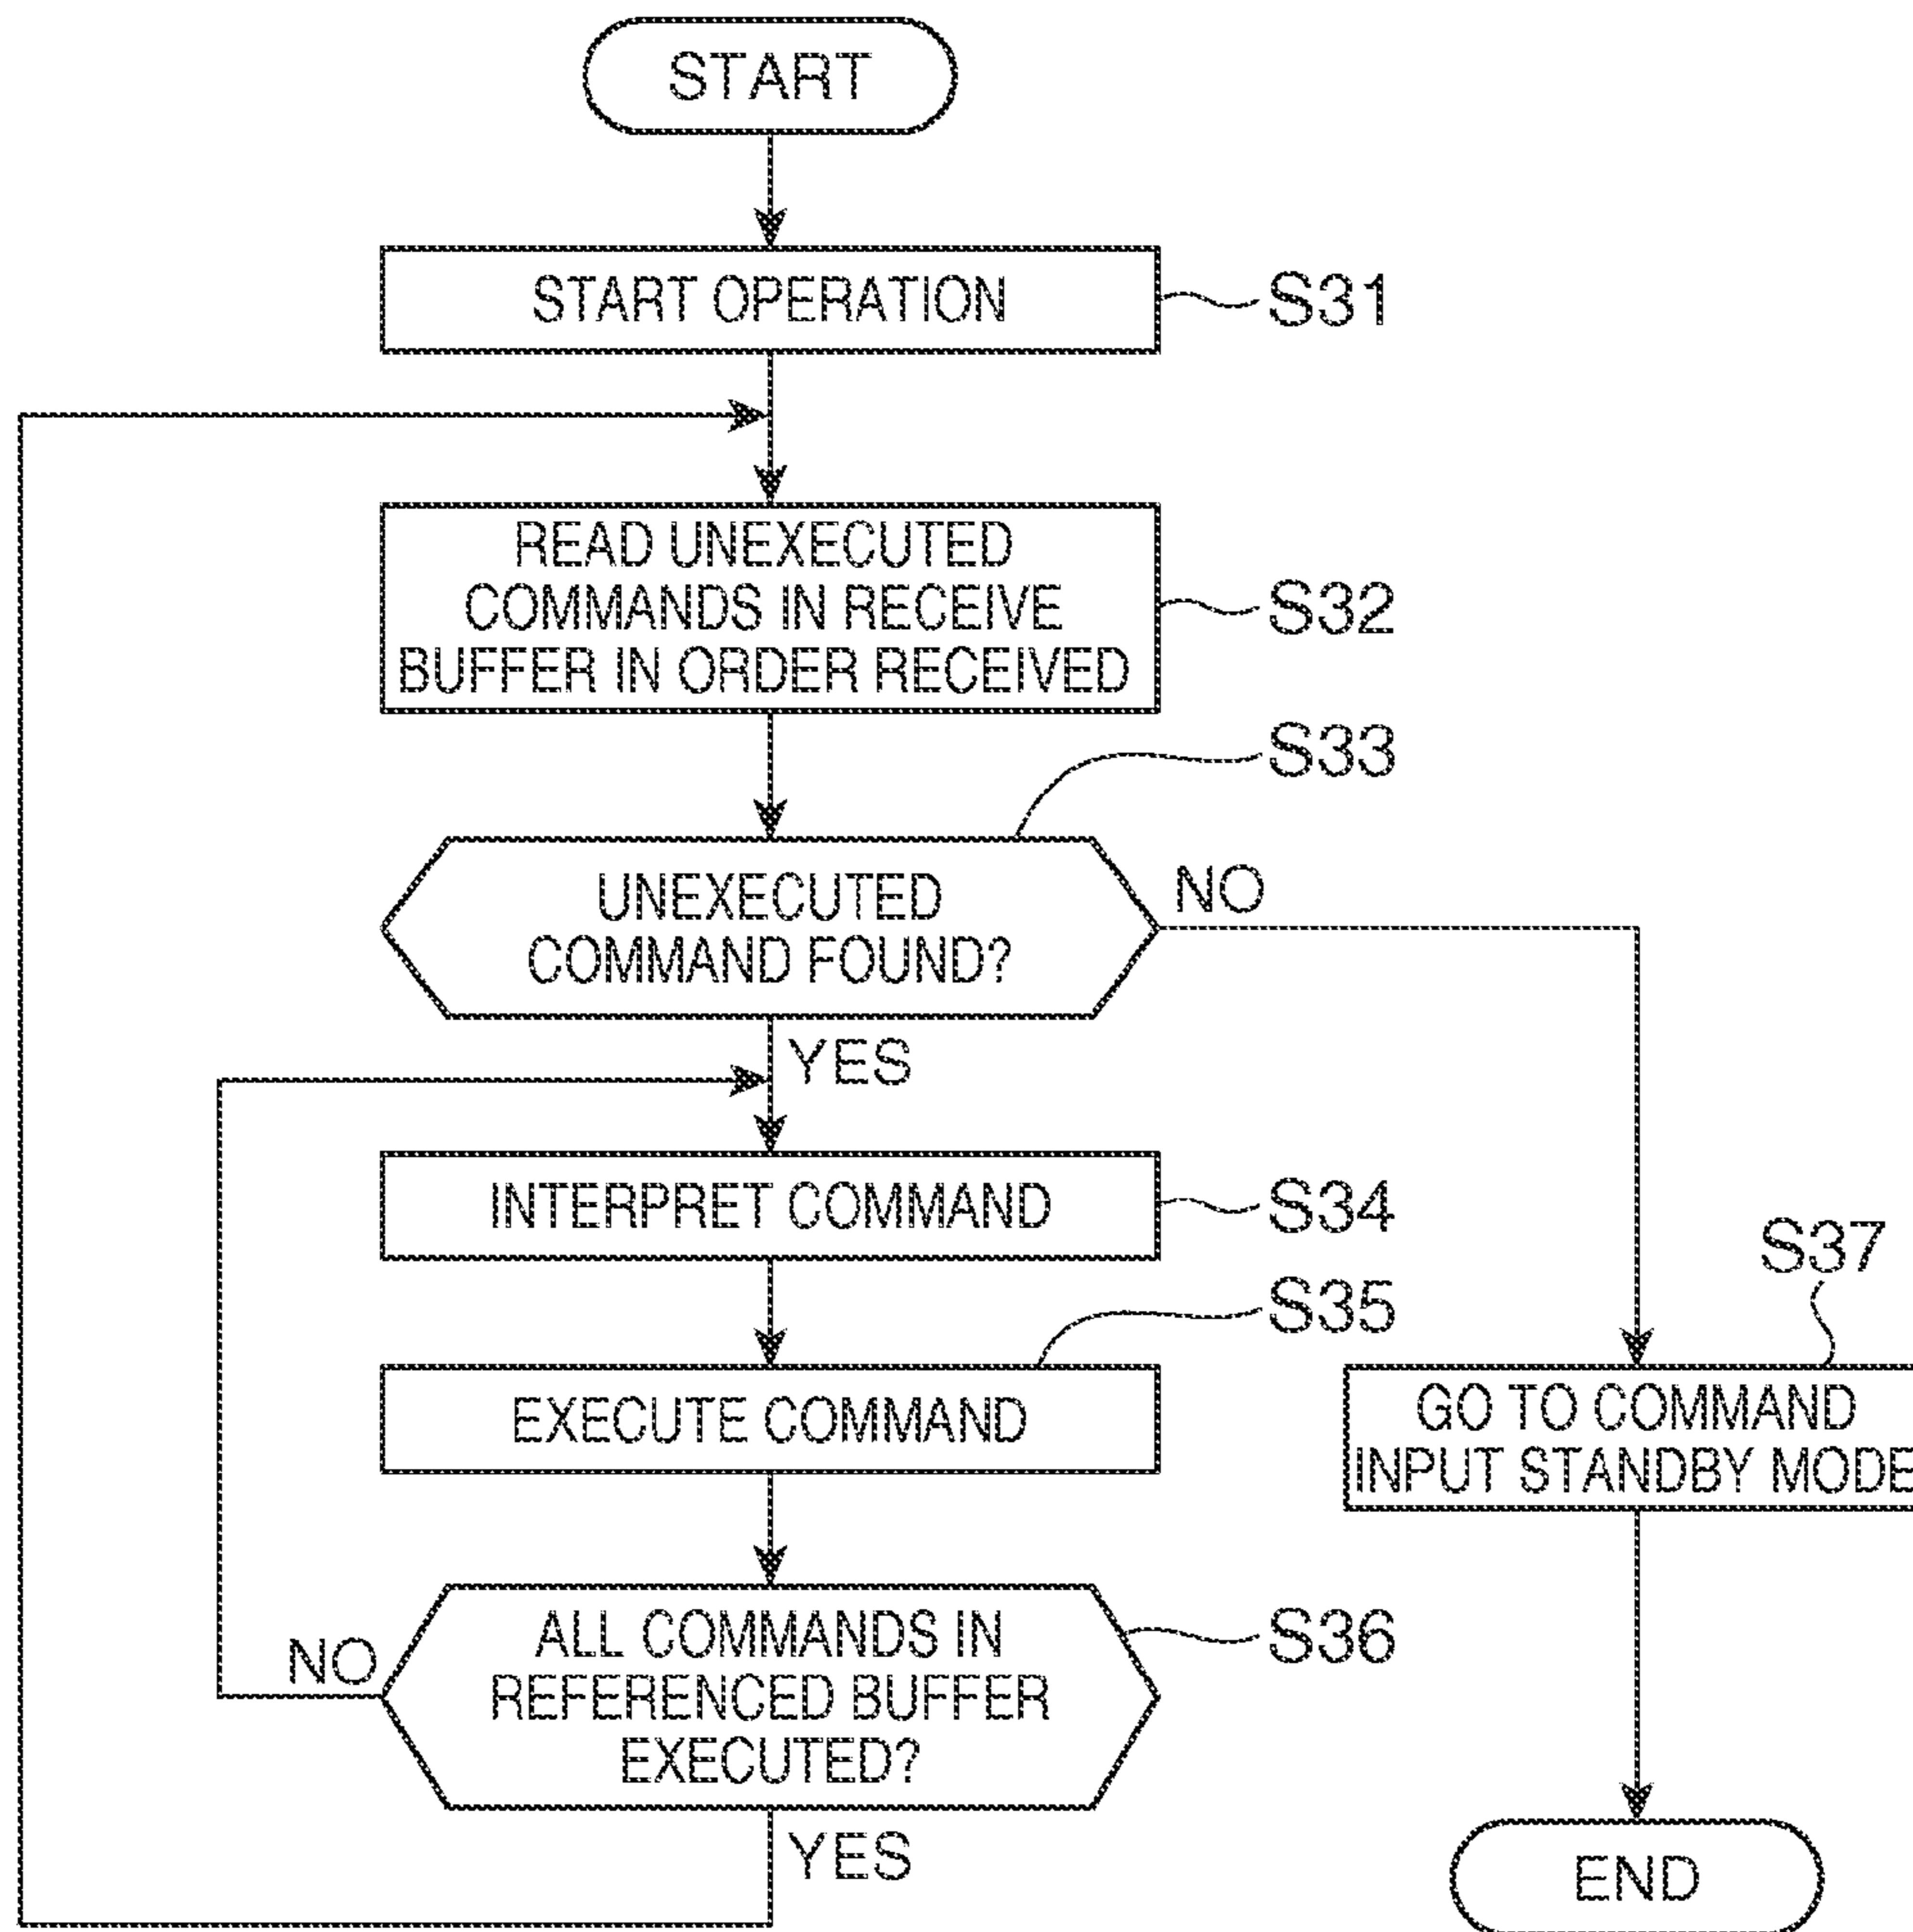 START
START OPERATION
S31
READ UNEXECUTED
COMMANDS IN RECEIVE
BUFFER IN ORDER RECEIVED
S32
S33
UNEXECUTED
COMMAND FOUND?
NO
YES
INTERPRET COMMAND
S34
S35
EXECUTE COMMAND
S37
GO TO COMMAND
INPUT STANDBY MODE
ALL COMMANDS IN
REFERENCED BUFFER
EXECUTED?
S36
NO
YES
END